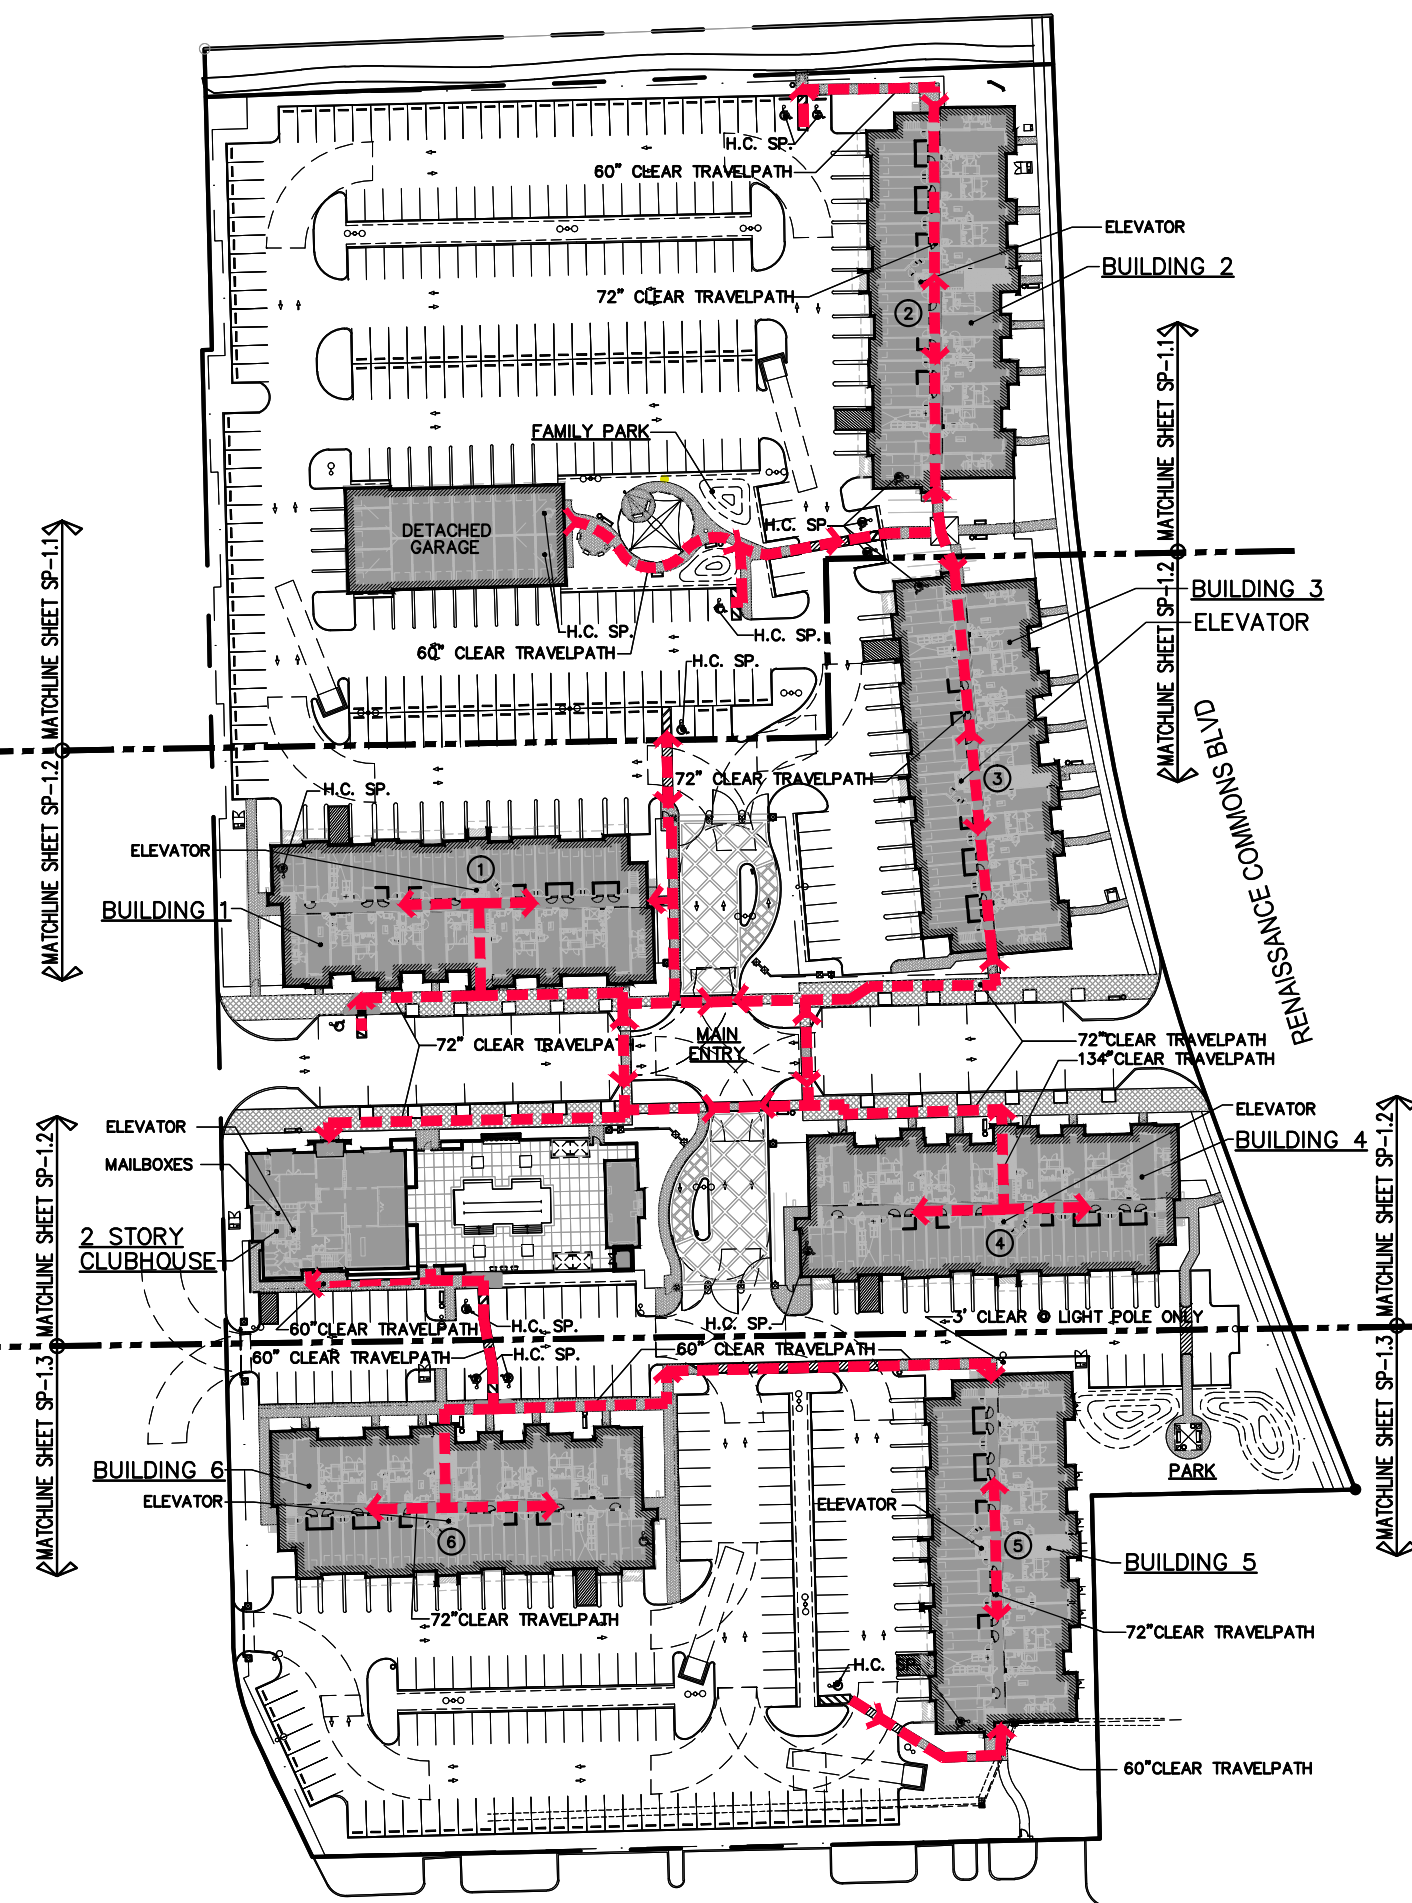 H.C. SP.
60" CLEAR TRAVELPATH
ELEVATOR
BUILDING 2
72" CLEAR TRAVELPATH
2
MATCHLINE SHEET SP-1.1
MATCHLINE SHEET SP-1.2
FAMILY PARK
H.C. SP.
DETACHED
GARAGE
MATCHLINE SHEET SP-1.1
MATCHLINE SHEET SP-1.2
BUILDING 3
ELEVATOR
H.C. SP.
H.C. SP.
60" CLEAR TRAVELPATH
H.C. SP.
RENAISSANCE COMMONS BLVD
72" CLEAR TRAVELPATH
3
H.C. SP.
ELEVATOR
1
BUILDING 1
MAIN
ENTRY
72" CLEAR TRAVELPATH
72"CLEAR TRAVELPATH
134"CLEAR TRAVELPATH
ELEVATOR
BUILDING 4
MATCHLINE SHEET SP-1.2
MATCHLINE SHEET SP-1.3
ELEVATOR
MAILBOXES
2 STORY
CLUBHOUSE
MATCHLINE SHEET SP-1.2
MATCHLINE SHEET SP-1.3
4
60"CLEAR TRAVELPATH
H.C. SP.
H.C. SP.
3' CLEAR @ LIGHT POLE ONLY
60" CLEAR TRAVELPATH
H.C. SP.
60" CLEAR TRAVELPATH
BUILDING 6
ELEVATOR
6
PARK
ELEVATOR
5
BUILDING 5
72"CLEAR TRAVELPATH
72"CLEAR TRAVELPATH
H.C. SP.
60"CLEAR TRAVELPATH